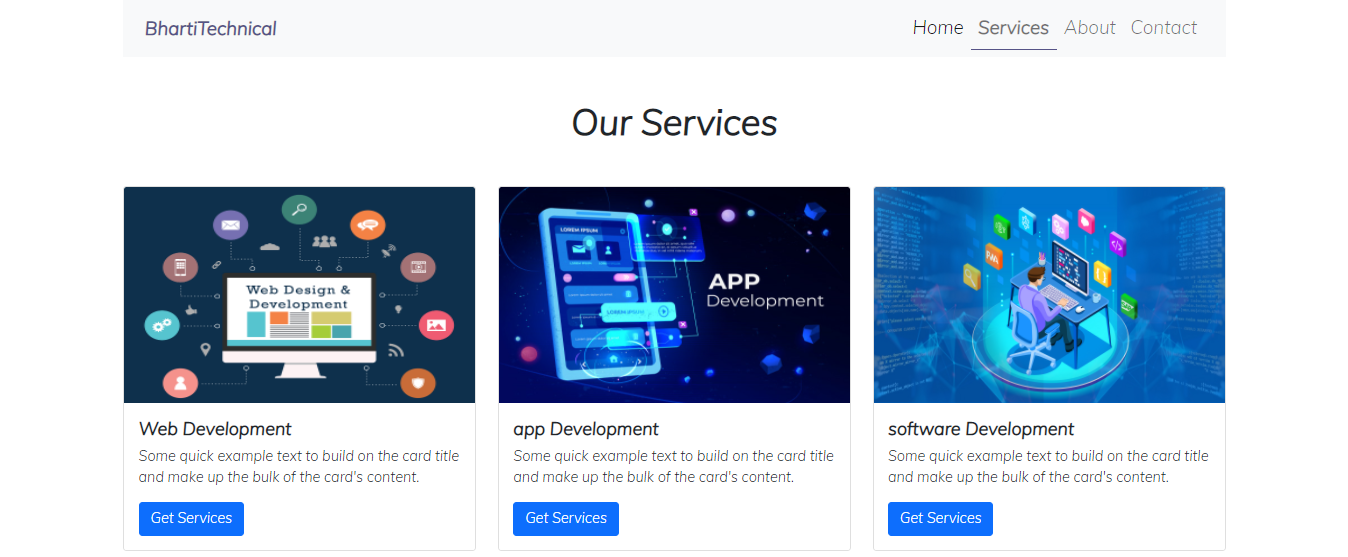 BhartiTechnical
Home Services About Contact
Our Services
Web Design &
Development
LOREM IPSUM
APP
Development
LOREM IPSUM
Web Development
Some quick example text to build on the card title
and make up the bulk of the card's content.
Get Services
app Development
Some quick example text to build on the card title
and make up the bulk of the card's content.
Get Services
software Development
Some quick example text to build on the card title
and make up the bulk of the card's content.
Get Services